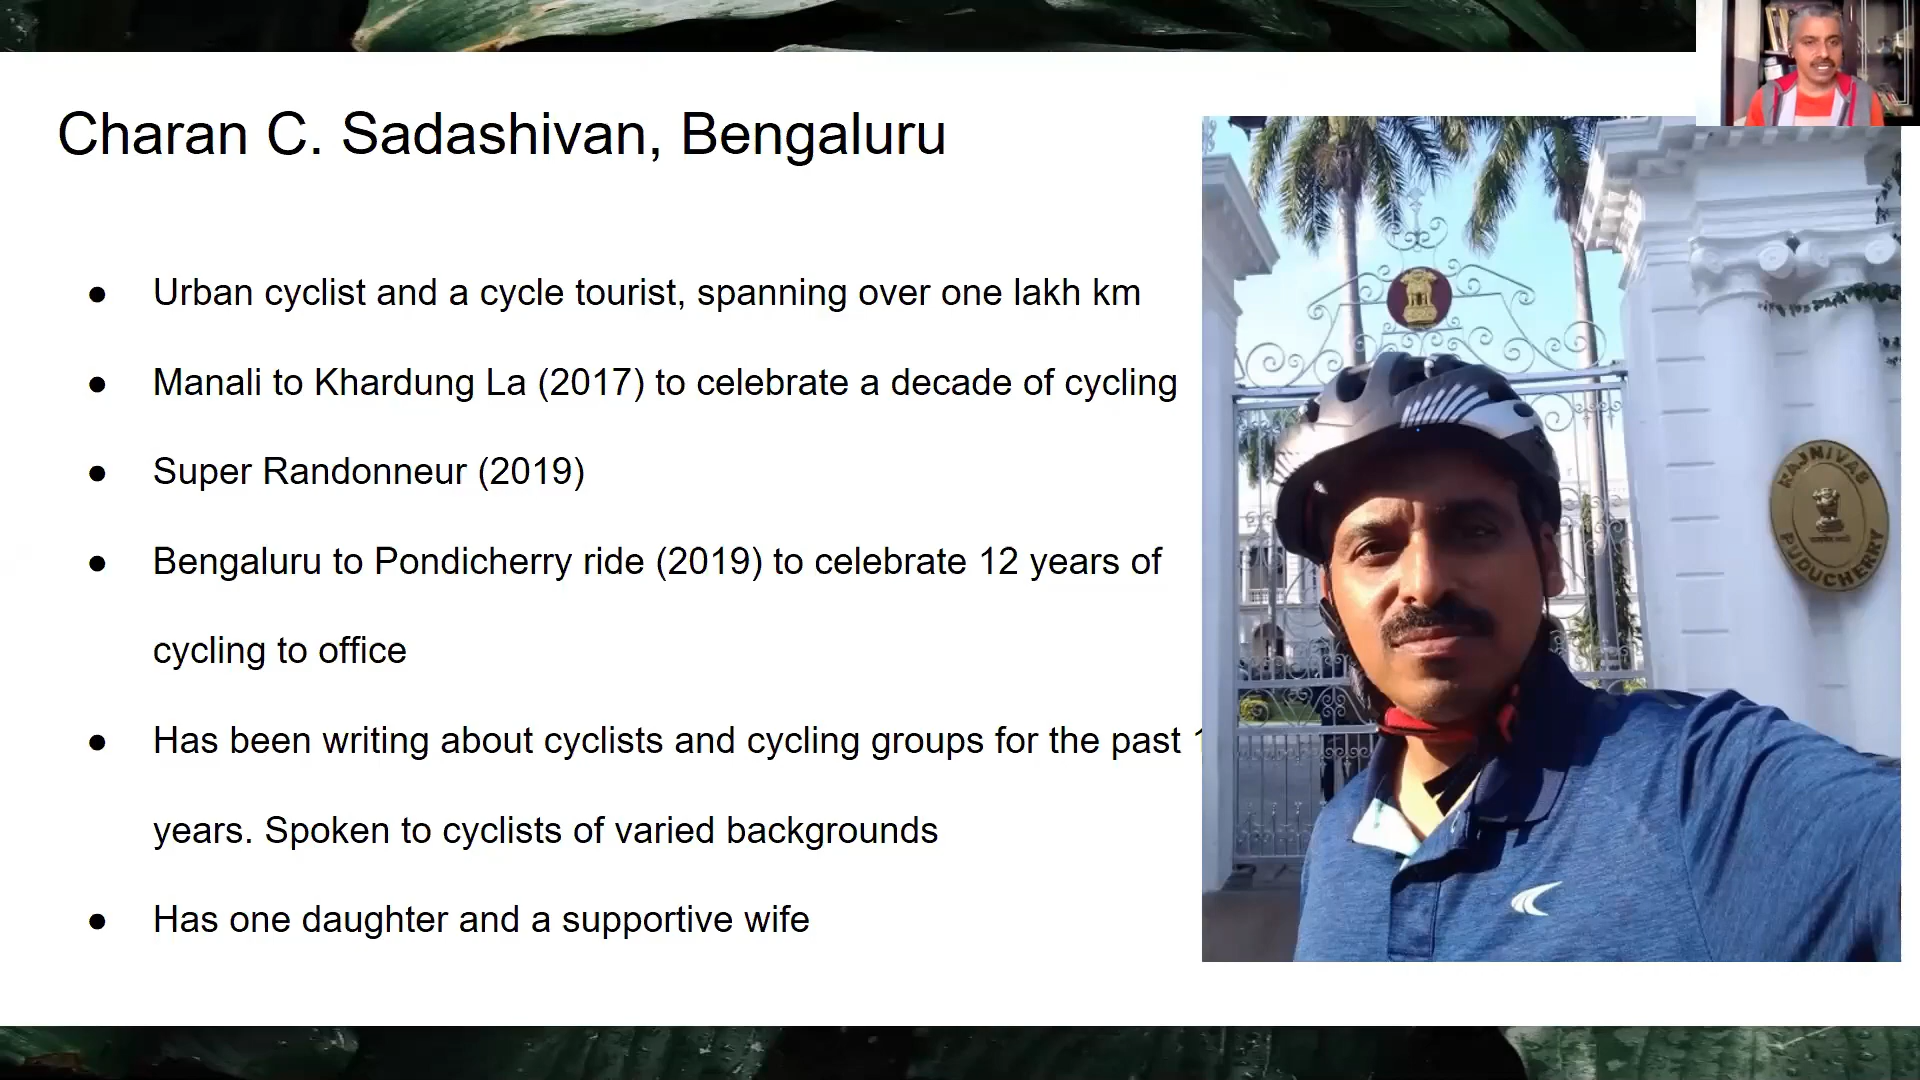 Charan C. Sadashivan, Bengaluru
● Urban cyclist and a cycle tourist, spanning over one lakh km
● Manali to Khardung La (2017) to celebrate a decade of cycling
● Super Randonneur (2019)
● Bengaluru to Pondicherry ride (2019) to celebrate 12 years of
cycling to office
● Has been writing about cyclists and cycling groups for the past
years. Spoken to cyclists of varied backgrounds
● Has one daughter and a supportive wife
RAJNIVAS
PUDUCHERRY